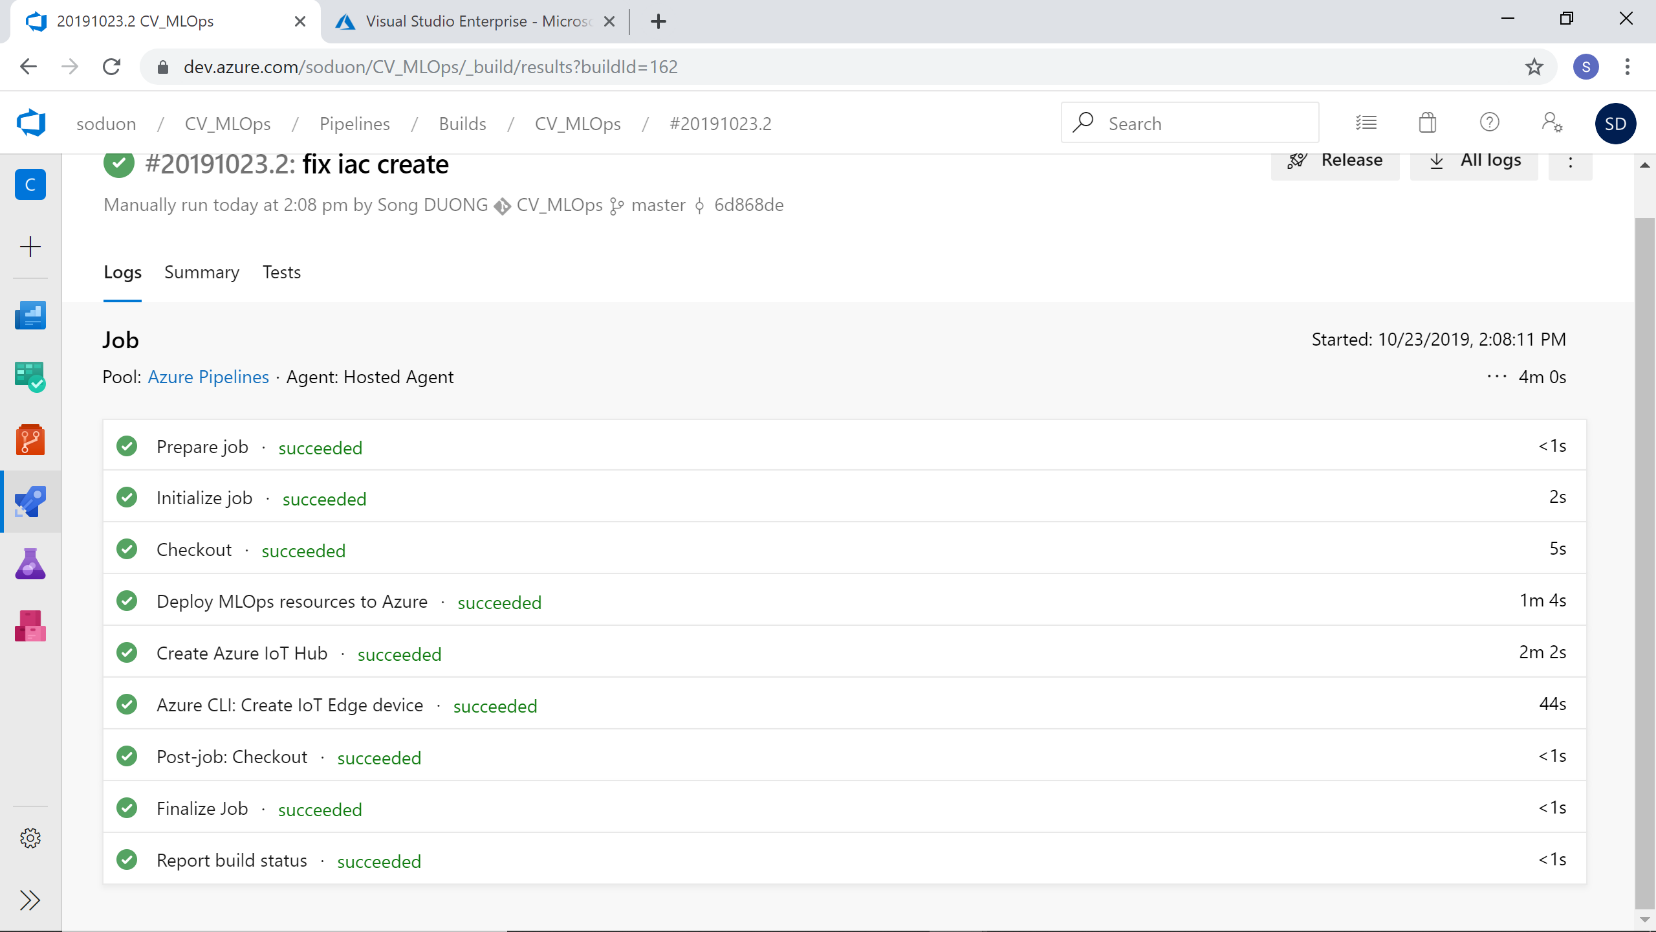 20191023.2 CV_MLOps
Visual Studio Enterprise - Micros
dev.azure.com/soduon/CV_MLOps/_build/results?buildId=162
S
soduon / CV_MLOps / Pipelines / Builds / CV_MLOps / #20191023.2
Search
SD
C
#20191023.2: fix iac create
Release
All logs
Manually run today at 2:08 pm by Song DUONG CV_MLOps master 6d868de
Logs Summary Tests
Job
Started: 10/23/2019, 2:08:11 PM
Pool: Azure Pipelines · Agent: Hosted Agent
··· 4m 0s
Prepare job · succeeded <1s
Initialize job · succeeded 2s
Checkout · succeeded 5s
Deploy MLOps resources to Azure · succeeded 1m 4s
Create Azure IoT Hub · succeeded 2m 2s
Azure CLI: Create IoT Edge device · succeeded 44s
Post-job: Checkout · succeeded <1s
Finalize Job · succeeded <1s
Report build status · succeeded <1s